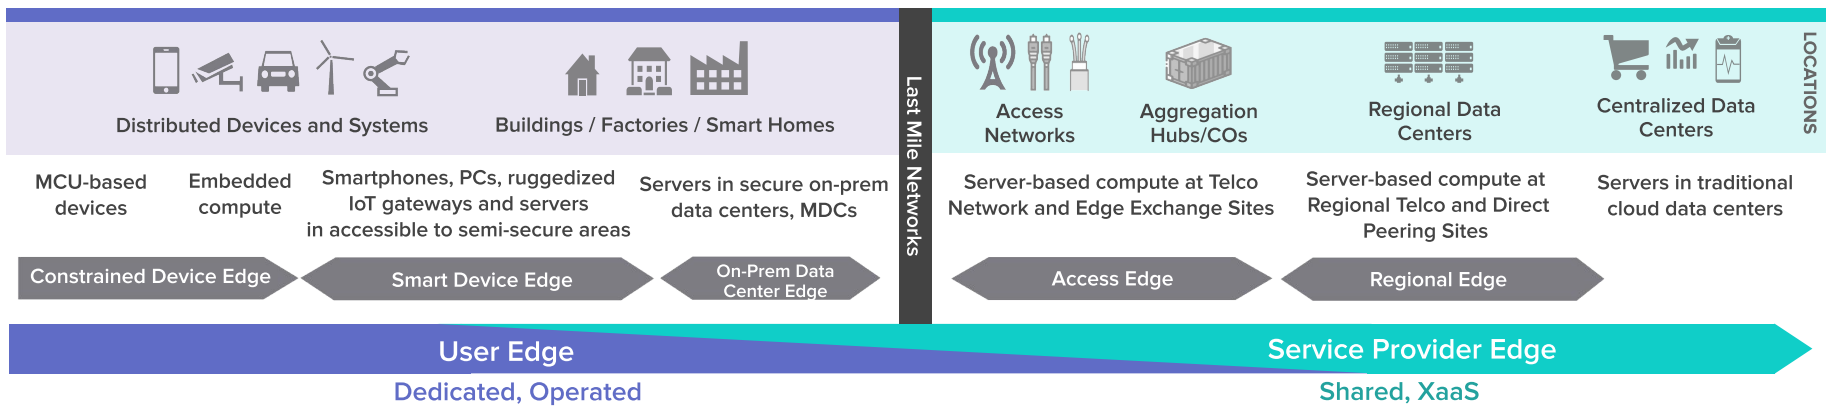 Distributed Devices and Systems
Buildings / Factories / Smart Homes
MCU-based
devices
Embedded
compute
Smartphones, PCs, ruggedized
IoT gateways and servers
in accessible to semi-secure areas
Servers in secure on-prem
data centers, MDCs
Constrained Device Edge
Smart Device Edge
On-Prem Data
Center Edge
Last Mile Networks
Access
Networks
Aggregation
Hubs/COs
Regional Data
Centers
Centralized Data
Centers
LOCATIONS
Server-based compute at Telco
Network and Edge Exchange Sites
Server-based compute at
Regional Telco and Direct
Peering Sites
Servers in traditional
cloud data centers
Access Edge
Regional Edge
User Edge
Service Provider Edge
Dedicated, Operated
Shared, XaaS